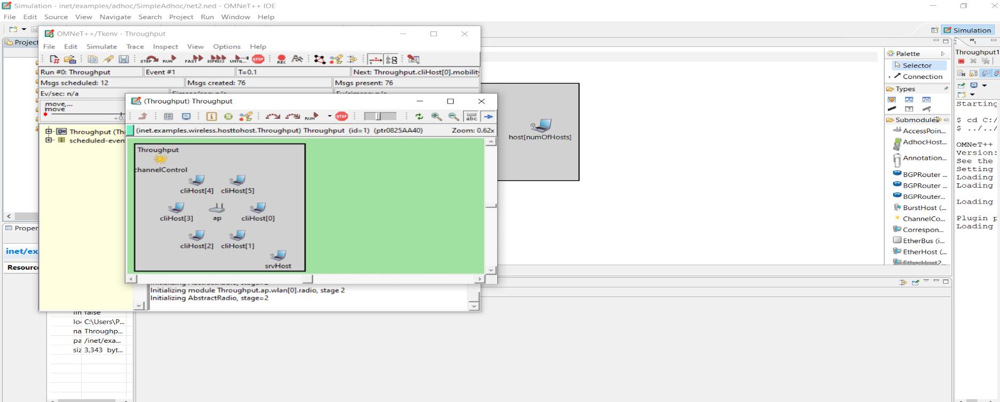 Simulation - inet/examples/adhoc/SimpleAdhoc/net2.ned - OMNeT++ IDE
File Edit Source View Navigate Search Project Run Window Help
Simulation
Project
OMNeT++/Tkenv - Throughput
File Edit Simulate Trace Inspect View Options Help
STEP RUN FAST EXPRESS UNTIL... STOP REC
Run #0: Throughput Event #1 T=0.1 Next: Throughput.cliHost[0].mobility
Msgs scheduled: 12 Msgs created: 76 Msgs present: 76
Ev/sec: n/a
move,...
move
+0.
Throughput (Th
scheduled-even
(Throughput) Throughput
RUN STOP abc
(inet.examples.wireless.hosttohost.Throughput) Throughput (id=1) (ptr0825AA40) Zoom: 0.62x
Throughput
channelControl
cliHost[4] cliHost[5]
cliHost[3] ap cliHost[0]
cliHost[2] cliHost[1]
srvHost
Initializing AbstractRadio, stage=2
Initializing module Throughput.ap.wlan[0].radio, stage 2
Initializing AbstractRadio, stage=2
host[numOfHosts]
Proper
inet/ex
Resourc
false
loc C:\Users\P...
na Throughp...
pa /inet/exa...
siz 3,343 byt...
Palette
Selector
Connection
Types
Submodules
AccessPoin...
AdhocHost...
Annotation...
BGPRouter ...
BGPRouter ...
BGPRouter...
BurstHost (...
ChannelCo...
Correspon...
EtherBus (i...
EtherHost (...
EtherHost2...
Throughput1
Starting
$ cd C:/
$ ../../
OMNeT++
Version:
See the
Setting
Loading
Loading
Loading
Plugin p
Loading